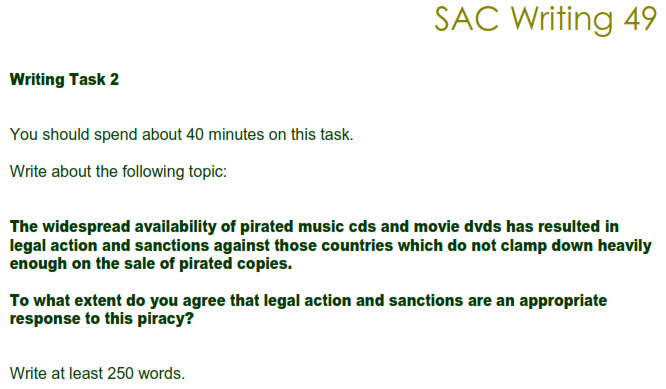 SAC Writing 49
Writing Task 2
You should spend about 40 minutes on this task.
Write about the following topic:
The widespread availability of pirated music cds and movie dvds has resulted in
legal action and sanctions against those countries which do not clamp down heavily
enough on the sale of pirated copies.
To what extent do you agree that legal action and sanctions are an appropriate
response to this piracy?
Write at least 250 words.